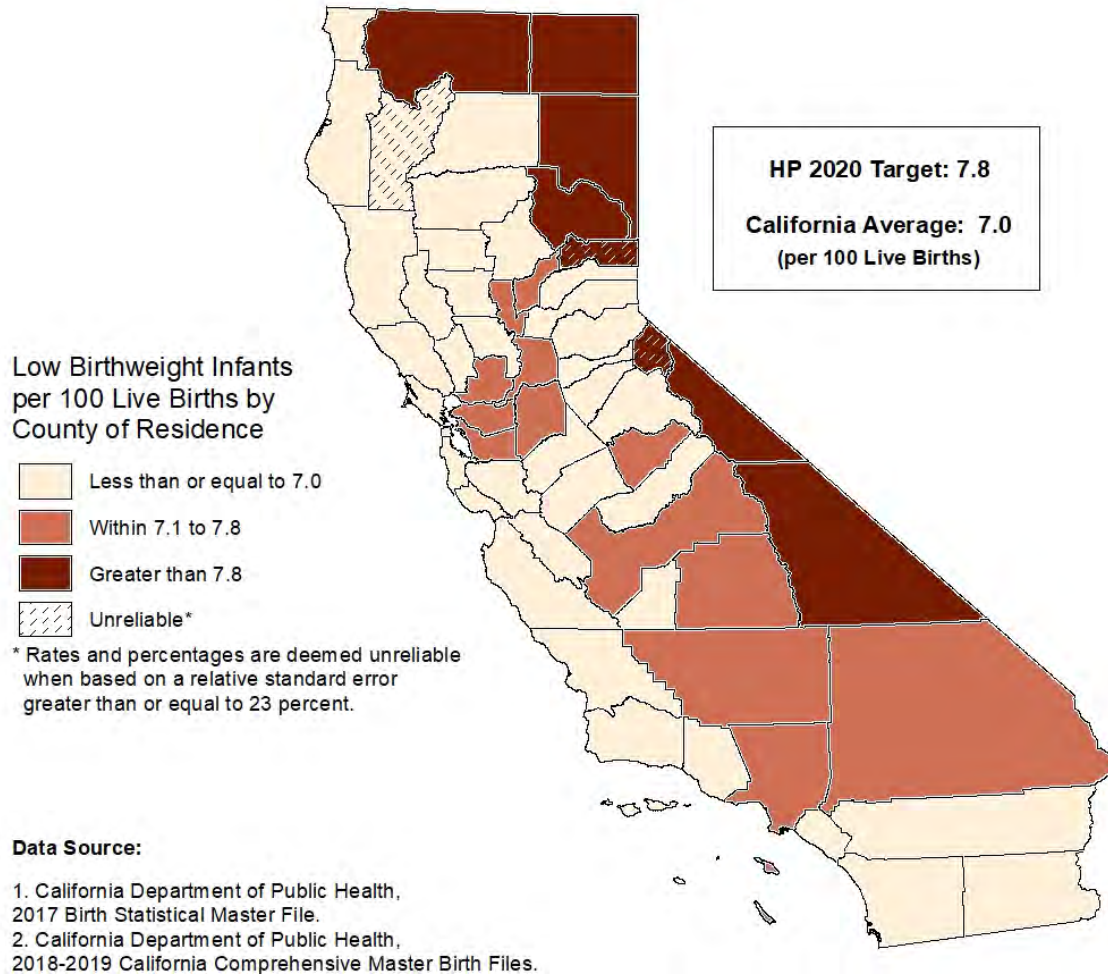 HP 2020 Target: 7.8
California Average: 7.0
(per 100 Live Births)
Low Birthweight Infants
per 100 Live Births by
County of Residence
Less than or equal to 7.0
Within 7.1 to 7.8
Greater than 7.8
Unreliable*
* Rates and percentages are deemed unreliable
when based on a relative standard error
greater than or equal to 23 percent.
Data Source:
1. California Department of Public Health,
2017 Birth Statistical Master File.
2. California Department of Public Health,
2018-2019 California Comprehensive Master Birth Files.